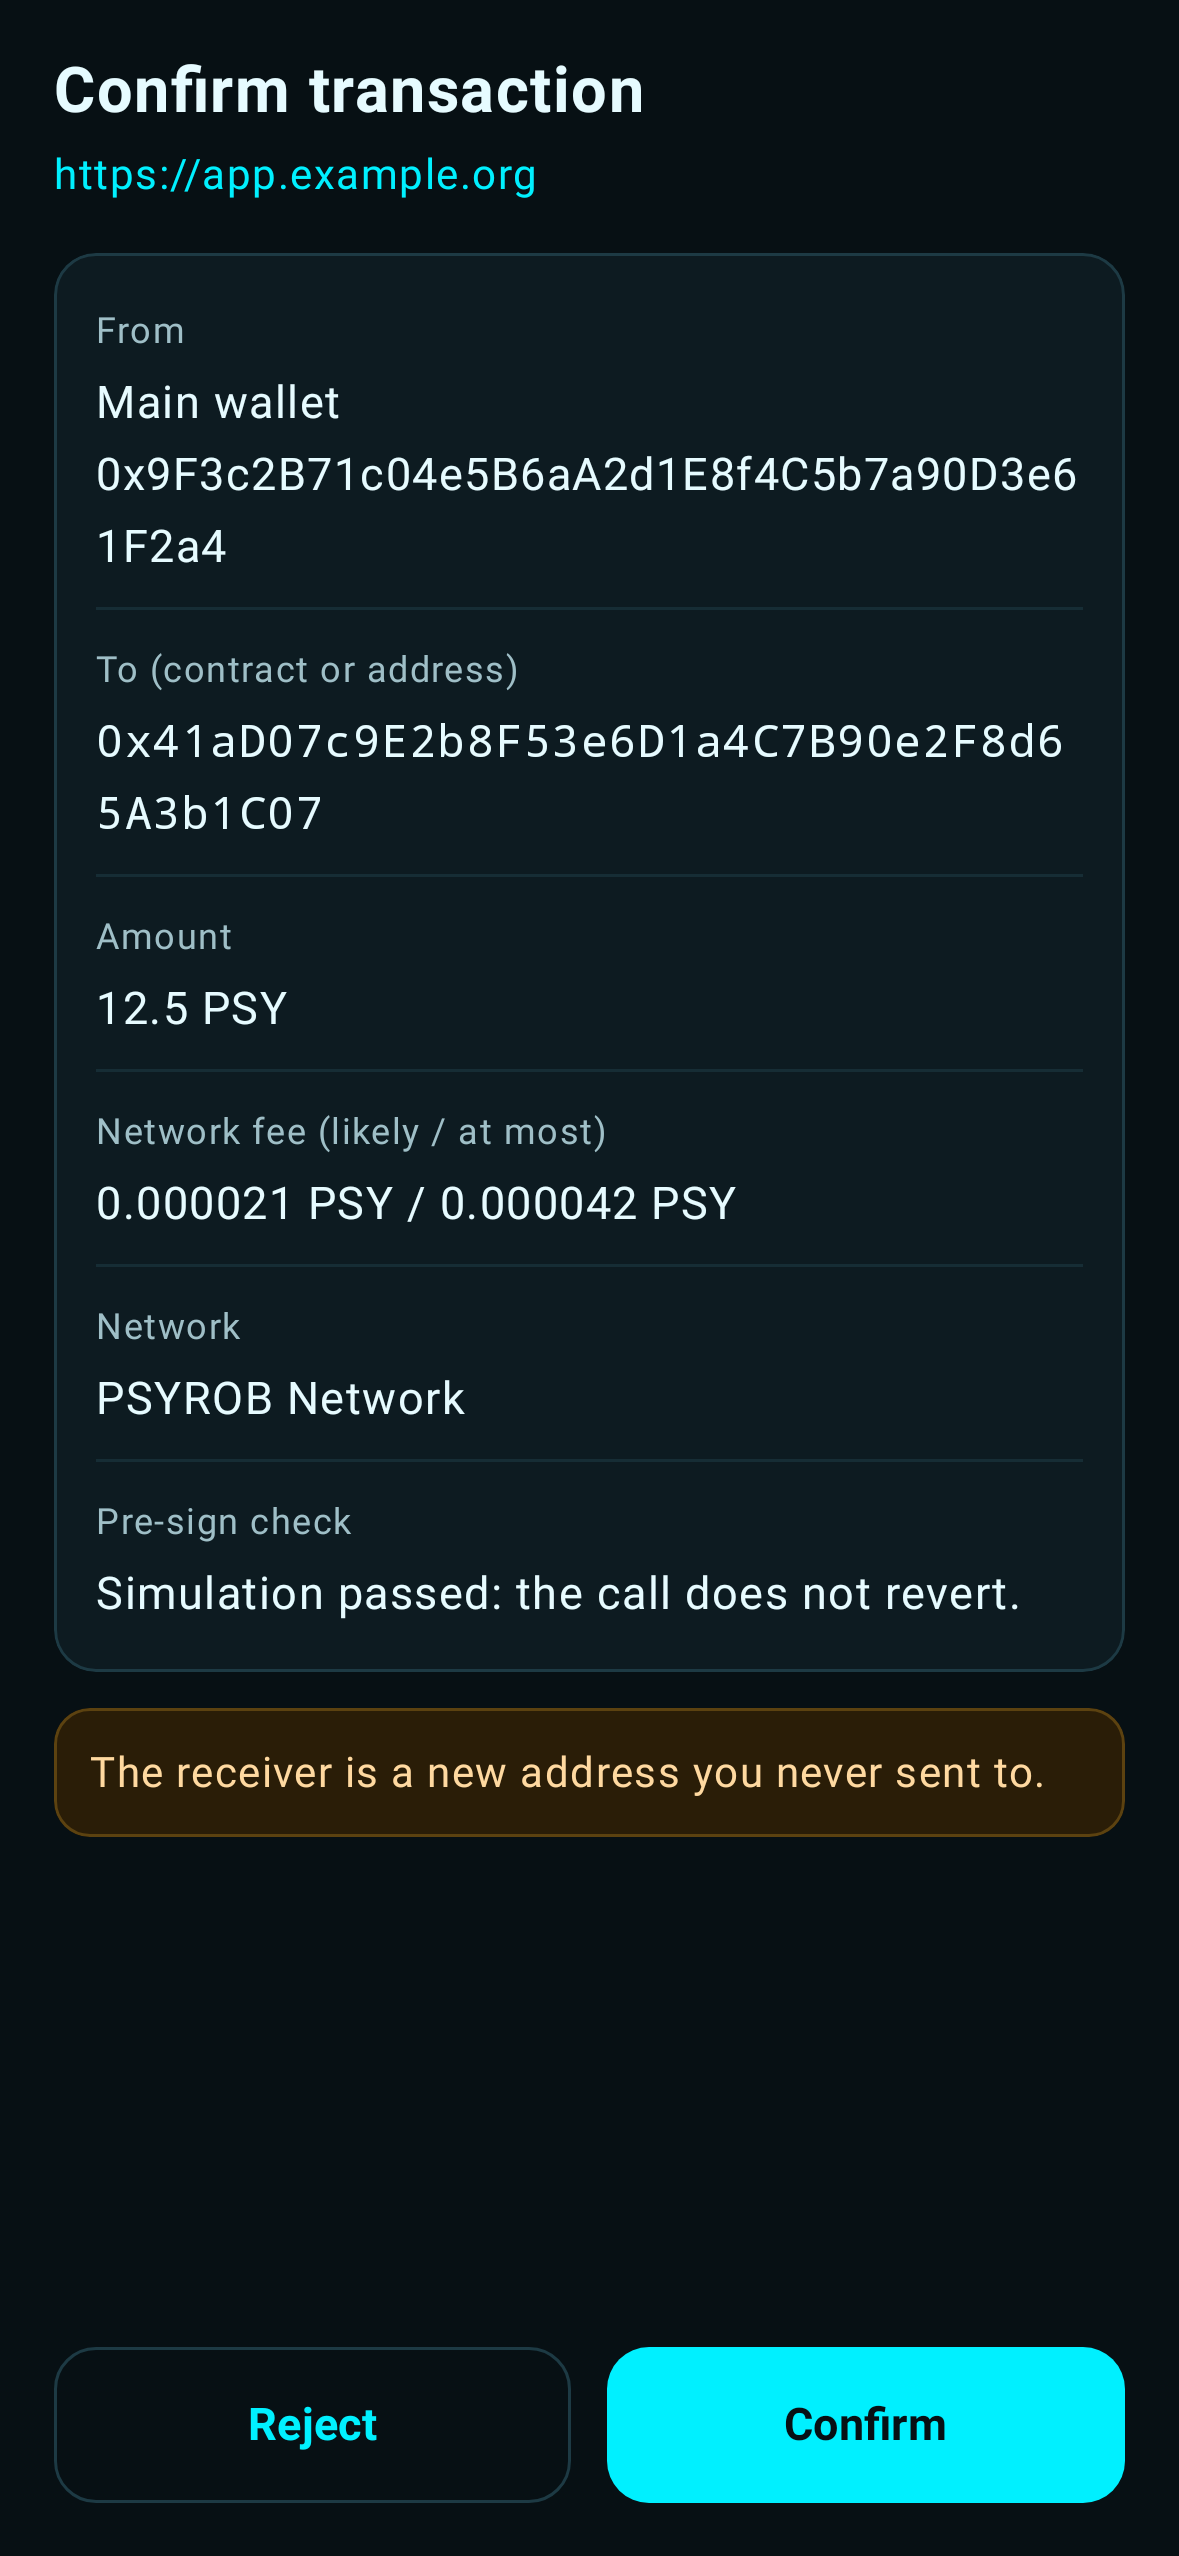 Confirm transaction
https://app.example.org
From
Main wallet
0x9F3c2B71c04e5B6aA2d1E8f4C5b7a90D3e6
1F2a4
To (contract or address)
0x41aD07c9E2b8F53e6D1a4C7B90e2F8d6
5A3b1C07
Amount
12.5 PSY
Network fee (likely / at most)
0.000021 PSY / 0.000042 PSY
Network
PSYROB Network
Pre-sign check
Simulation passed: the call does not revert.
The receiver is a new address you never sent to.
Reject
Confirm